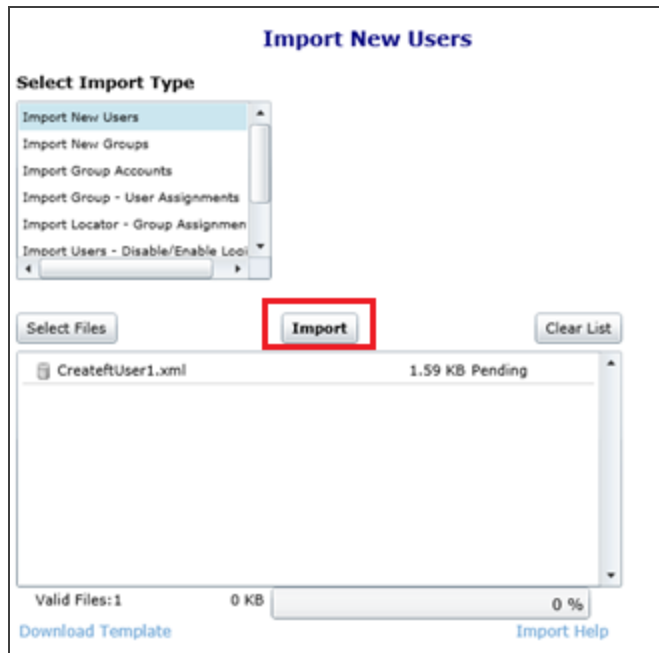 Import New Users
Select Import Type
Import New Users
Import New Groups
Import Group Accounts
Import Group - User Assignments
Import Locator - Group Assignmen
Import Users - Disable/Enable Logi
Select Files Import Clear List
CreateftUser1.xml 1.59 KB Pending
Valid Files:1 0 KB 0 %
Download Template Import Help